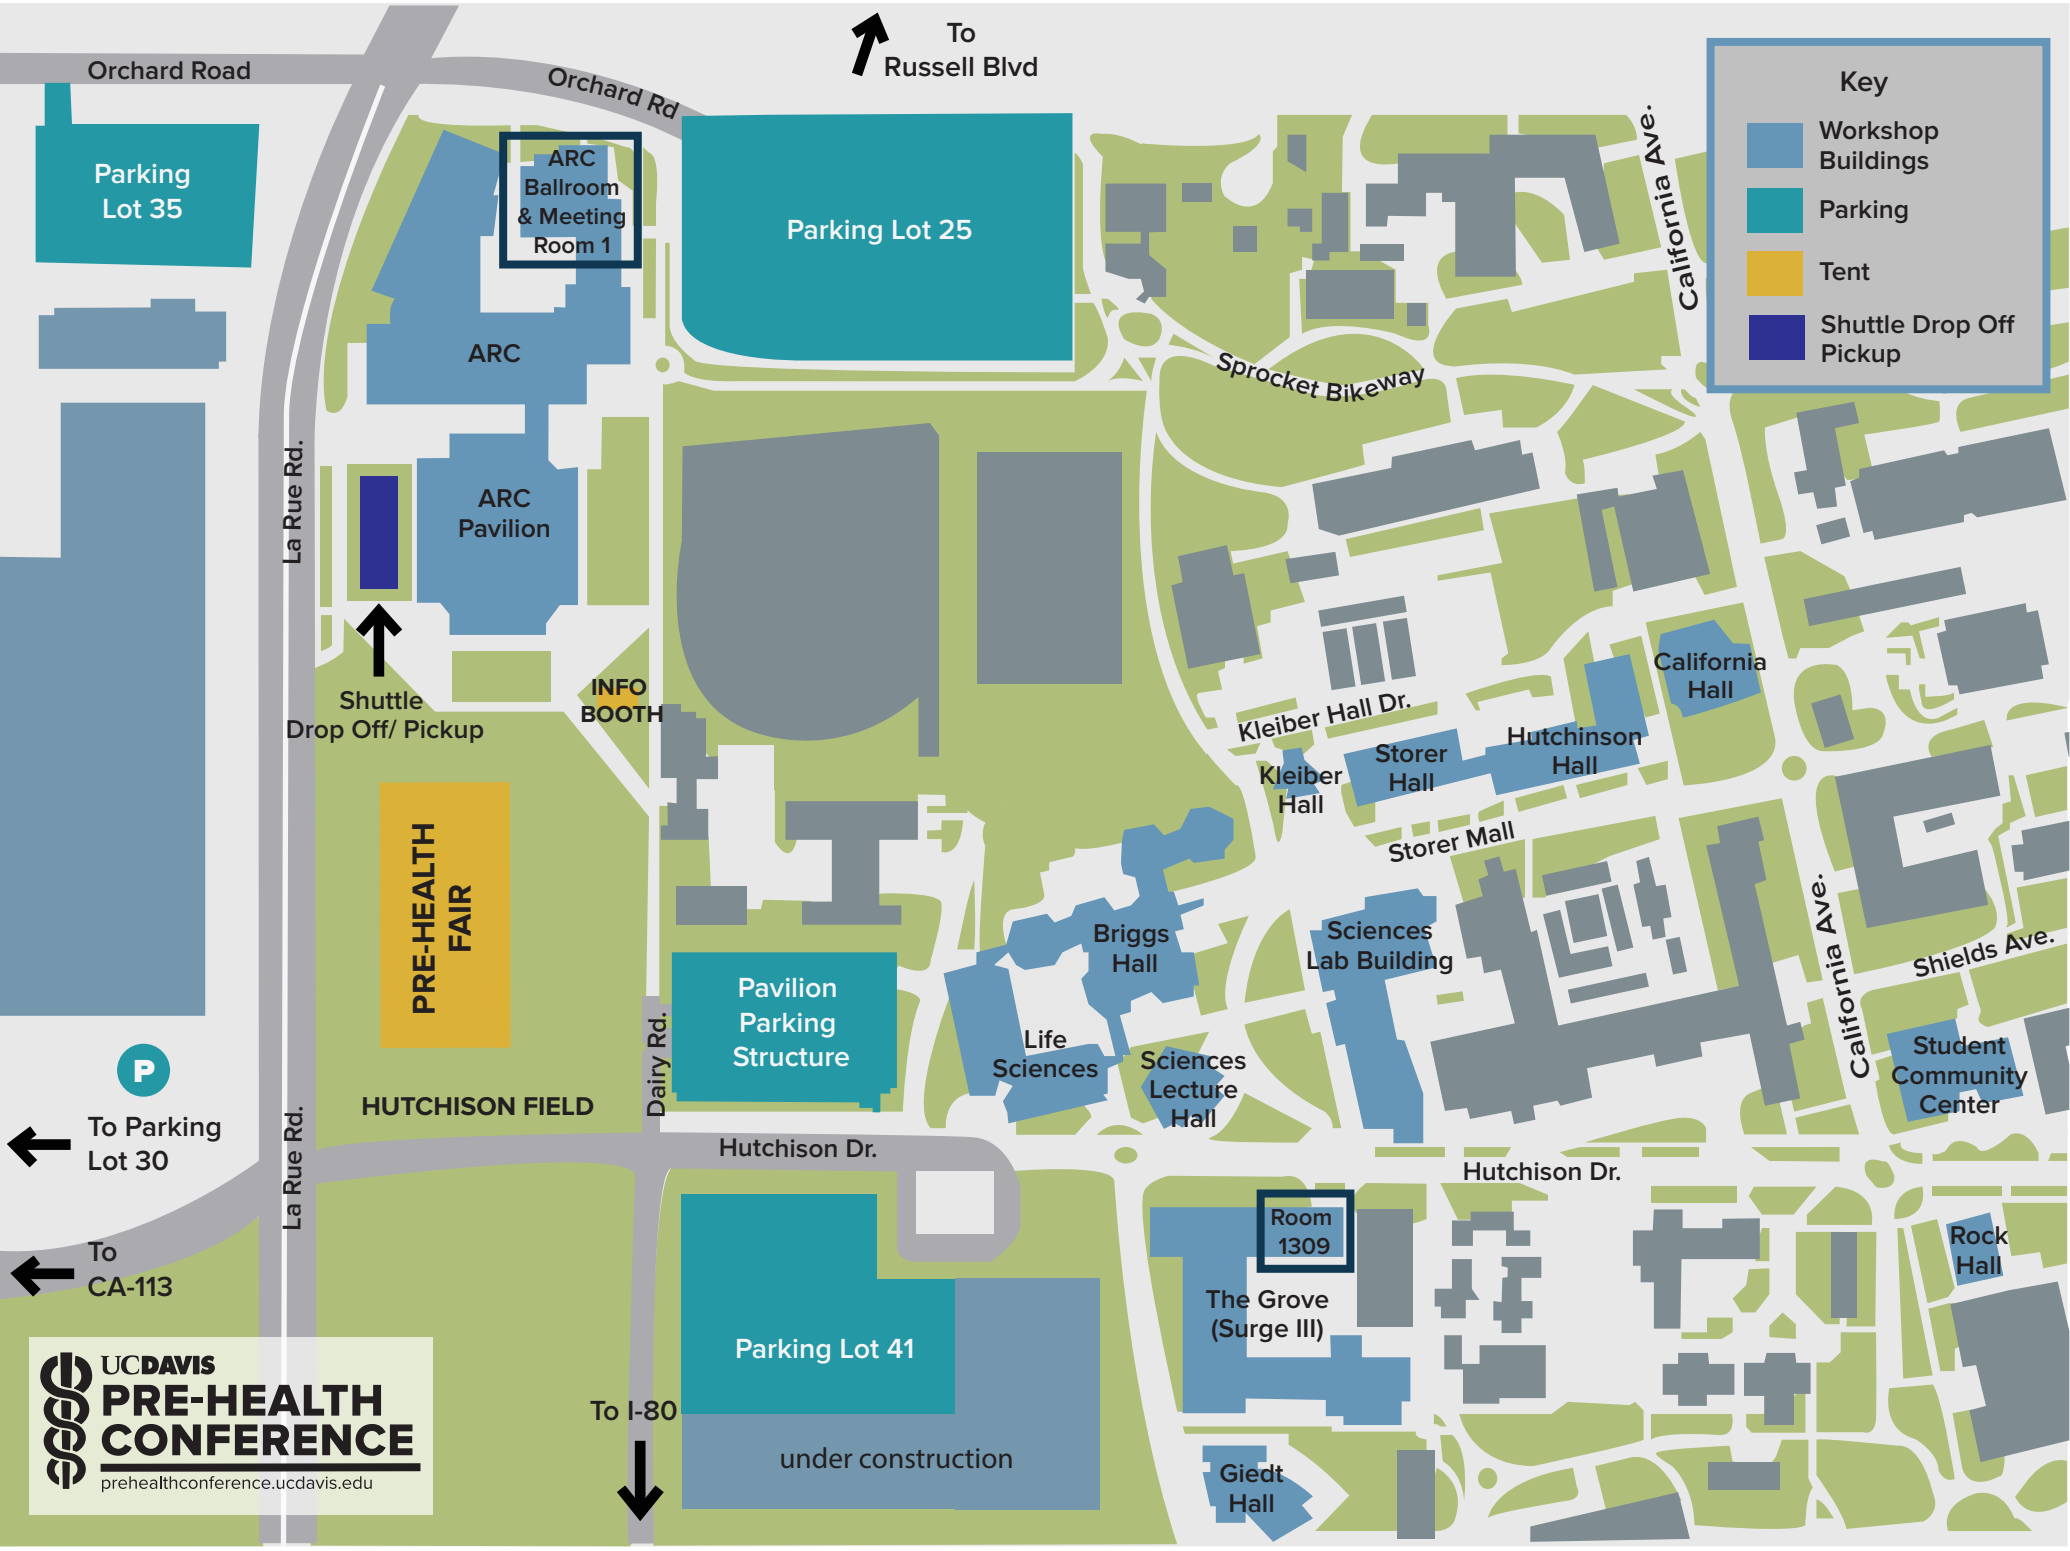 To
Russell Blvd
Orchard Road
Orchard Rd
Key
Workshop
Buildings
Parking
Tent
Shuttle Drop Off
Pickup
California Ave.
Parking
Lot 35
ARC
Ballroom
& Meeting
Room 1
Parking Lot 25
ARC
Sprocket Bikeway
La Rue Rd.
ARC
Pavilion
Shuttle
Drop Off/ Pickup
INFO
BOOTH
California
Hall
Kleiber Hall Dr.
Storer
Hall
Hutchinson
Hall
Kleiber
Hall
Storer Mall
PRE-HEALTH
FAIR
Briggs
Hall
Sciences
Lab Building
California Ave.
Shields Ave.
Pavilion
Parking
Structure
Dairy Rd.
Life
Sciences
Sciences
Lecture
Hall
Student
Community
Center
P
To Parking
Lot 30
HUTCHISON FIELD
La Rue Rd.
Hutchison Dr.
Hutchison Dr.
Room
1309
Rock
Hall
To
CA-113
The Grove
(Surge III)
Parking Lot 41
To I-80
under construction
Giedt
Hall
UCDAVIS
PRE-HEALTH
CONFERENCE
prehealthconference.ucdavis.edu